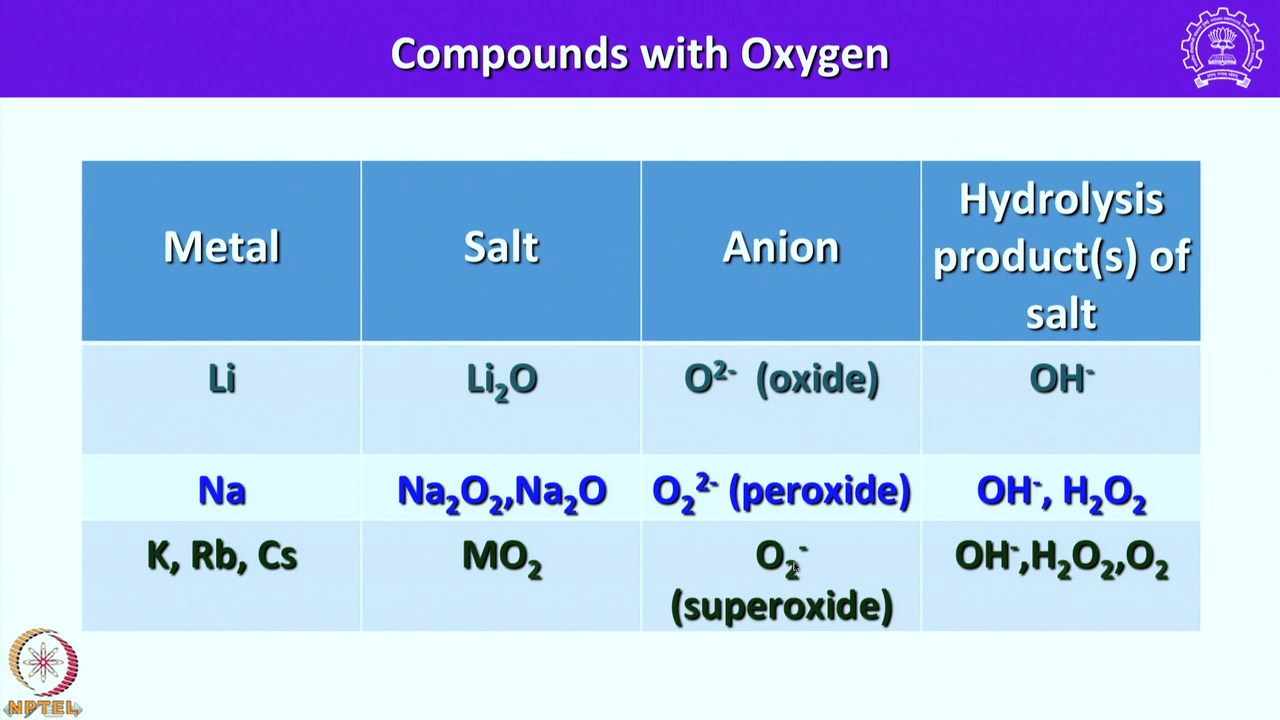 Compounds with Oxygen
Metal
Salt
Anion
Hydrolysis
product(s) of
salt
Li
Li₂O
O²⁻ (oxide)
OH⁻
Na
Na₂O₂,Na₂O
O₂²⁻ (peroxide)
OH⁻, H₂O₂
K, Rb, Cs
MO₂
O₂⁻
(superoxide)
OH⁻,H₂O₂,O₂
NPTEL